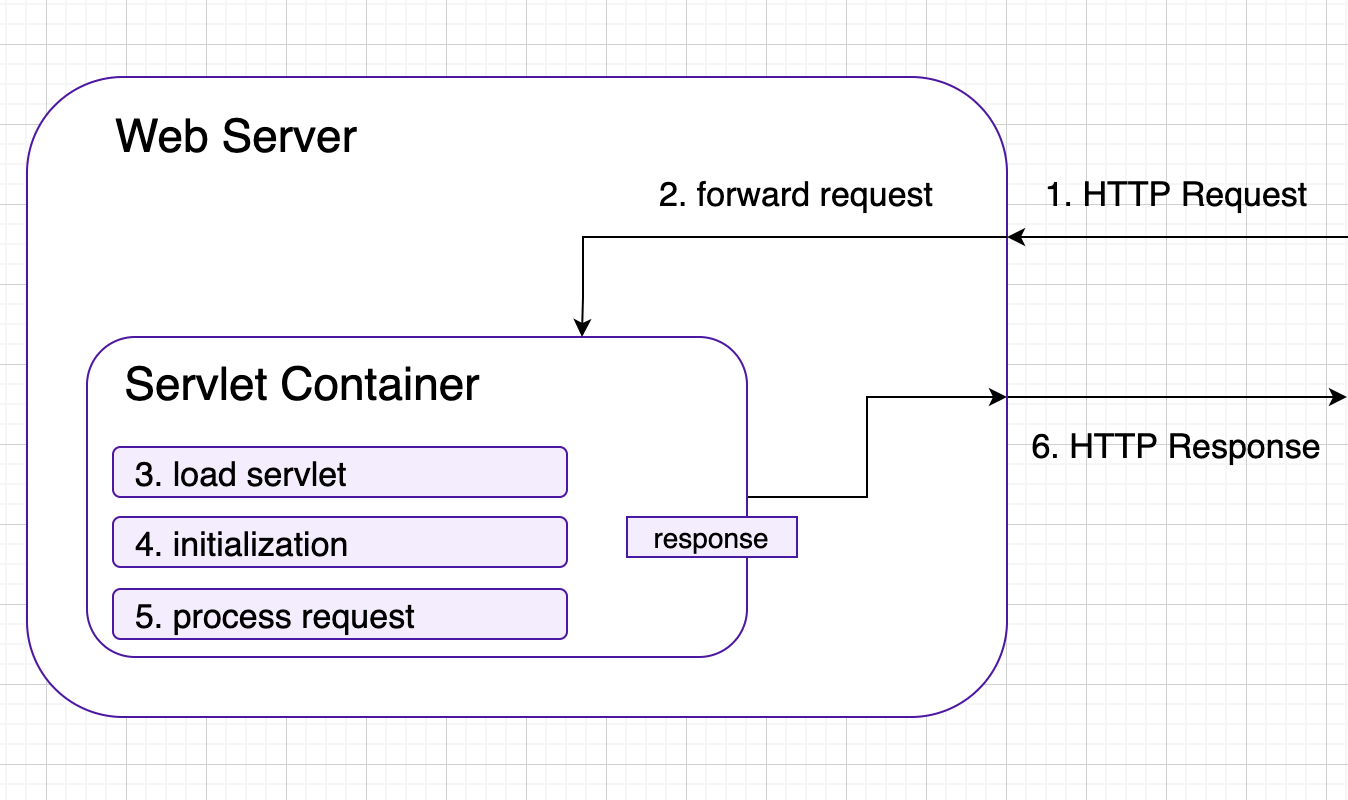 Web Server
2. forward request
1. HTTP Request
Servlet Container
6. HTTP Response
3. load servlet
4. initialization
response
5. process request